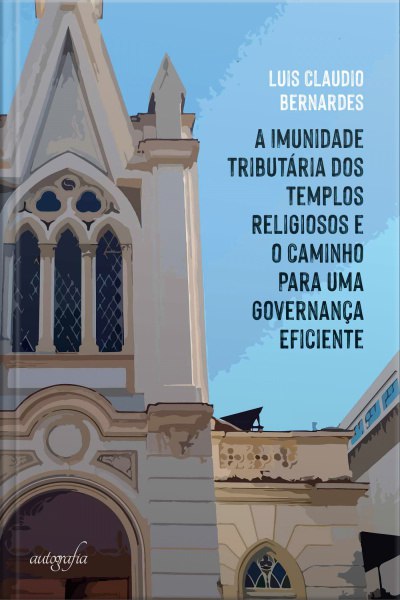 LUIS CLAUDIO
BERNARDES
A IMUNIDADE
TRIBUTÁRIA DOS
TEMPLOS
RELIGIOSOS E
O CAMINHO
PARA UMA
GOVERNANÇA
EFICIENTE
autografia